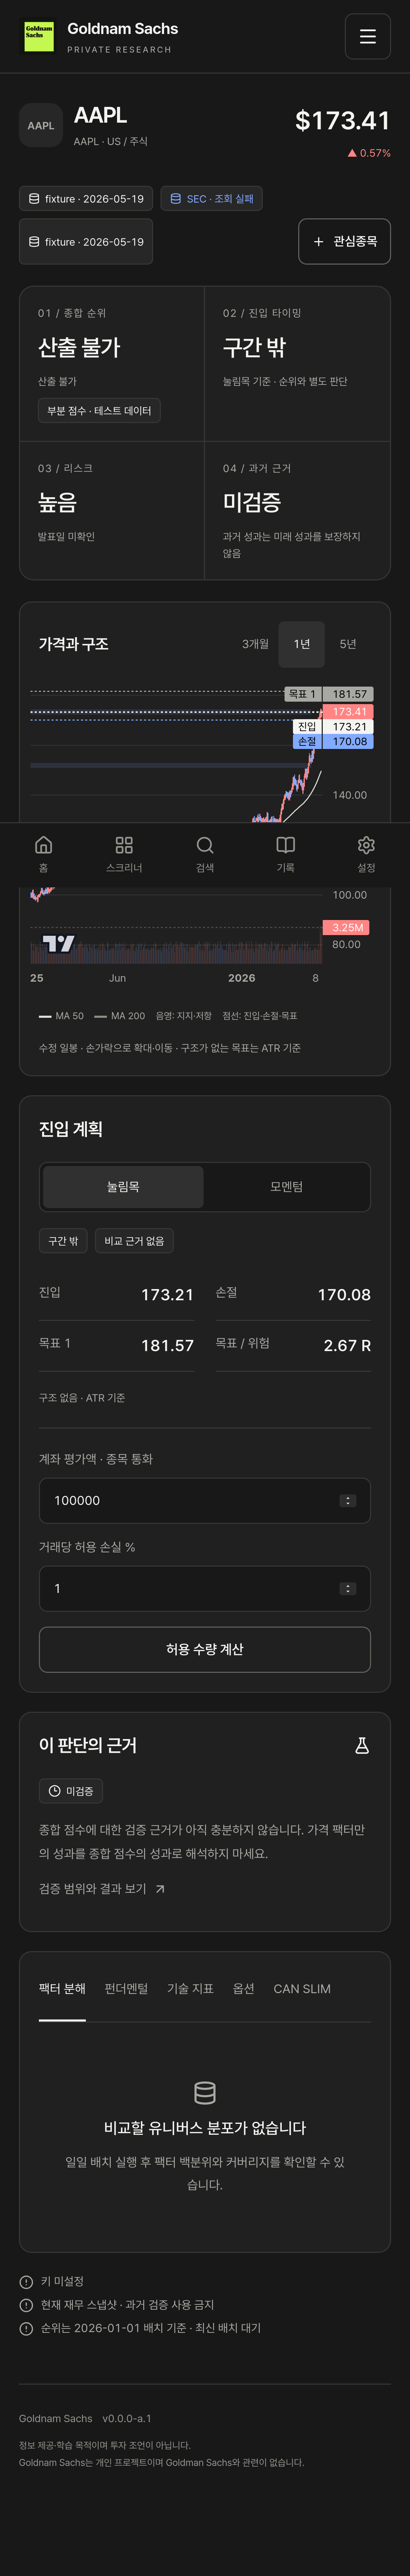 Goldnam
Sachs
Goldnam Sachs
PRIVATE RESEARCH
AAPL
AAPL
AAPL · US / 주식
$173.41
▲ 0.57%
fixture · 2026-05-19
SEC · 조회 실패
fixture · 2026-05-19
+ 관심종목
01 / 종합 순위
산출 불가
산출 불가
부분 점수 · 테스트 데이터
02 / 진입 타이밍
구간 밖
눌림목 기준 · 순위와 별도 판단
03 / 리스크
높음
발표일 미확인
04 / 과거 근거
미검증
과거 성과는 미래 성과를 보장하지
않음
가격과 구조
3개월 1년 5년
목표 1 181.57
173.41
진입 173.21
손절 170.08
140.00
홈 스크리너 검색 기록 설정
100.00
3.25M
80.00
25 Jun 2026 8
MA 50 MA 200 음영: 지지·저항 점선: 진입·손절·목표
수정 일봉 · 손가락으로 확대·이동 · 구조가 없는 목표는 ATR 기준
진입 계획
눌림목 모멘텀
구간 밖 비교 근거 없음
진입 173.21 손절 170.08
목표 1 181.57 목표 / 위험 2.67 R
구조 없음 · ATR 기준
계좌 평가액 · 종목 통화
100000
거래당 허용 손실 %
1
허용 수량 계산
이 판단의 근거
미검증
종합 점수에 대한 검증 근거가 아직 충분하지 않습니다. 가격 팩터만
의 성과를 종합 점수의 성과로 해석하지 마세요.
검증 범위와 결과 보기
팩터 분해 펀더멘털 기술 지표 옵션 CAN SLIM
비교할 유니버스 분포가 없습니다
일일 배치 실행 후 팩터 백분위와 커버리지를 확인할 수 있
습니다.
키 미설정
현재 재무 스냅샷 · 과거 검증 사용 금지
순위는 2026-01-01 배치 기준 · 최신 배치 대기
Goldnam Sachs v0.0.0-a.1
정보 제공·학습 목적이며 투자 조언이 아닙니다.
Goldnam Sachs는 개인 프로젝트이며 Goldman Sachs와 관련이 없습니다.